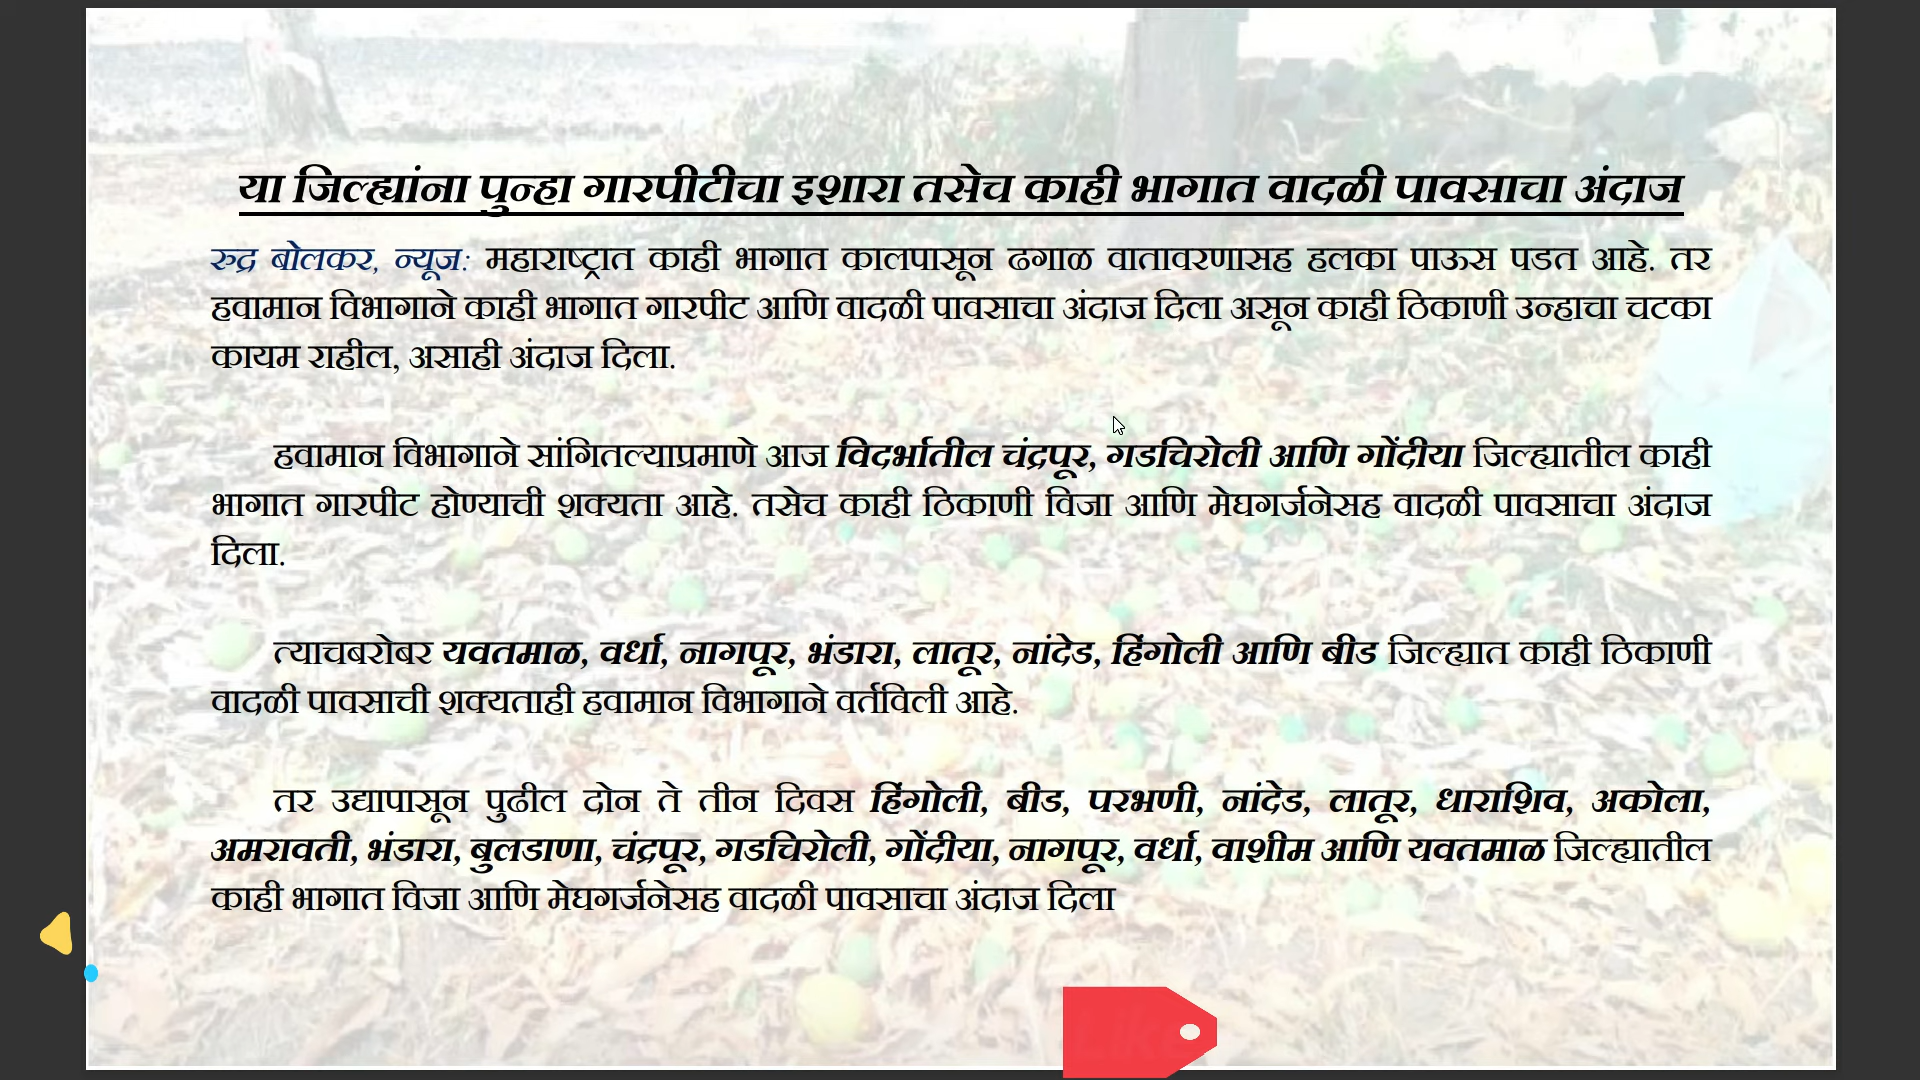 या जिल्ह्यांना पुन्हा गारपीटीचा इशारा तसेच काही भागात वादळी पावसाचा अंदाज
रुद्र बोलकर, न्यूज: महाराष्ट्रात काही भागात कालपासून ढगाळ वातावरणासह हलका पाऊस पडत आहे. तर
हवामान विभागाने काही भागात गारपीट आणि वादळी पावसाचा अंदाज दिला असून काही ठिकाणी उन्हाचा चटका
कायम राहील, असाही अंदाज दिला.
हवामान विभागाने सांगितल्याप्रमाणे आज विदर्भातील चंद्रपूर, गडचिरोली आणि गोंदीया जिल्ह्यातील काही
भागात गारपीट होण्याची शक्यता आहे. तसेच काही ठिकाणी विजा आणि मेघगर्जनेसह वादळी पावसाचा अंदाज
दिला.
त्याचबरोबर यवतमाळ, वर्धा, नागपूर, भंडारा, लातूर, नांदेड, हिंगोली आणि बीड जिल्ह्यात काही ठिकाणी
वादळी पावसाची शक्यताही हवामान विभागाने वर्तविली आहे.
तर उद्यापासून पुढील दोन ते तीन दिवस हिंगोली, बीड, परभणी, नांदेड, लातूर, धाराशिव, अकोला,
अमरावती, भंडारा, बुलडाणा, चंद्रपूर, गडचिरोली, गोंदीया, नागपूर, वर्धा, वाशीम आणि यवतमाळ जिल्ह्यातील
काही भागात विजा आणि मेघगर्जनेसह वादळी पावसाचा अंदाज दिला